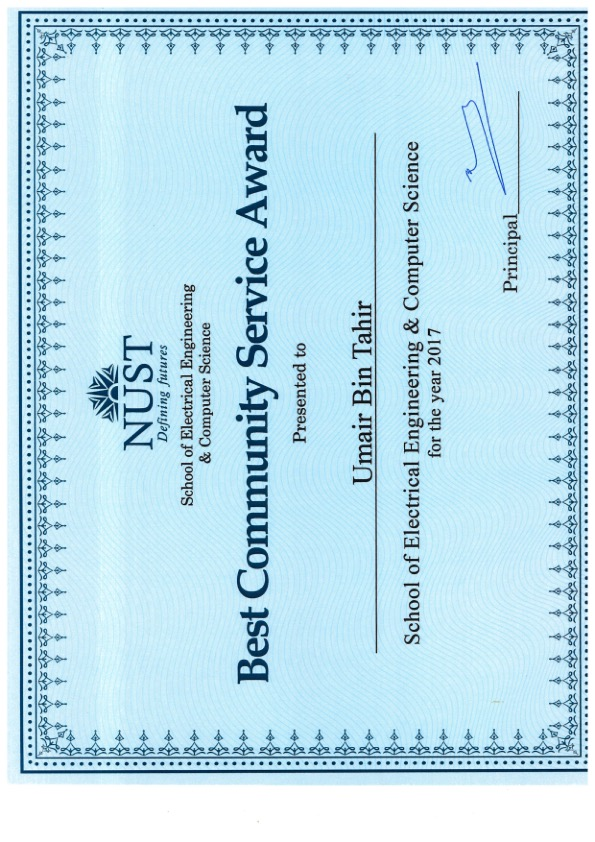 NUST
Defining futures
School of Electrical Engineering
& Computer Science
Best Community Service Award
Presented to
Umair Bin Tahir
School of Electrical Engineering & Computer Science
for the year 2017
Principal